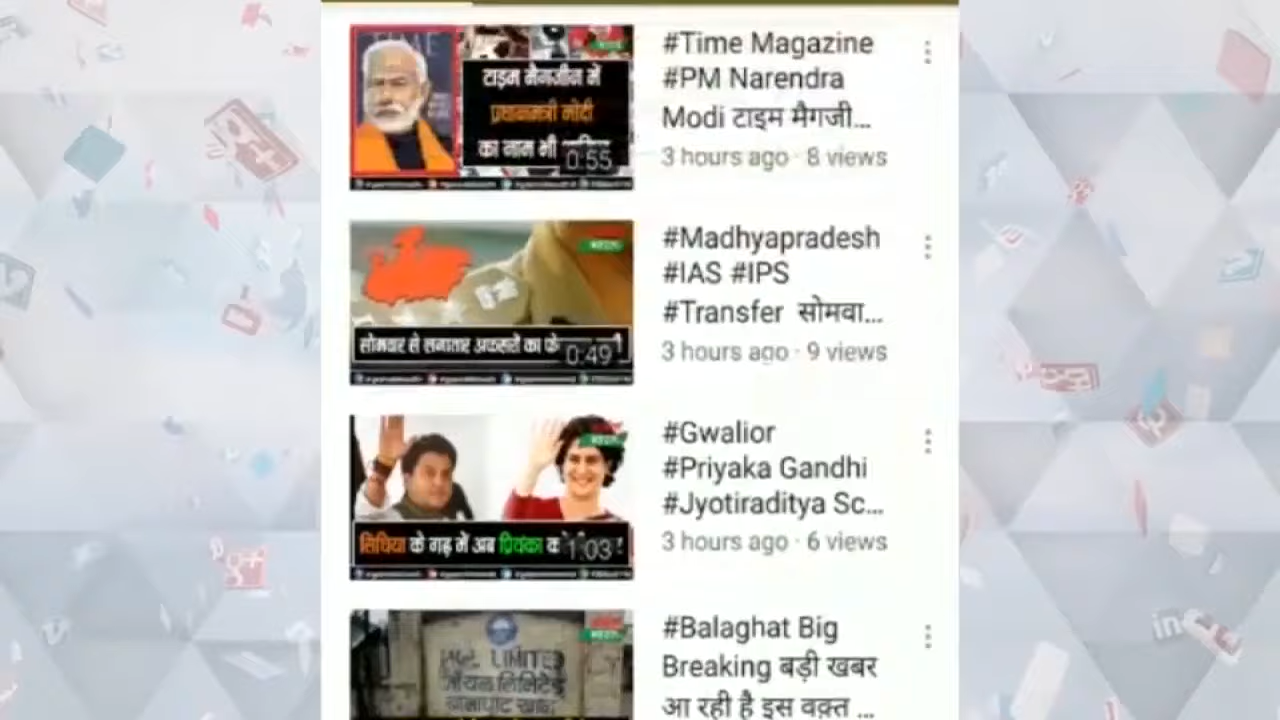 #Time Magazine
#PM Narendra
Modi टाइम मैगजी...
3 hours ago · 8 views
टाइम मैगजीन में
प्रधानमंत्री मोदी
का नाम भी
0:55
#Madhyapradesh
#IAS #IPS
#Transfer सोमवा...
3 hours ago · 9 views
सोमवार से लगातार अफसरों का
0:49
#Gwalior
#Priyaka Gandhi
#Jyotiraditya Sc...
3 hours ago · 6 views
सिंधिया के गढ़ में अब प्रियंका
1:03
#Balaghat Big
Breaking बड़ी खबर
आ रही है इस वक़्त ...
LIMITED
लिमिटेड